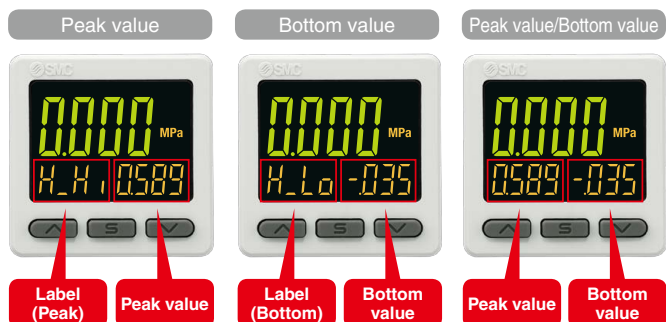 Peak value
Bottom value
Peak value/Bottom value
SMC
SMC
SMC
0.000 MPa
0.000 MPa
0.000 MPa
H_Hi 0.589
H_Lo -.035
0.589 -.035
S
S
S
Label
(Peak)
Peak value
Label
(Bottom)
Bottom
value
Peak value
Bottom
value